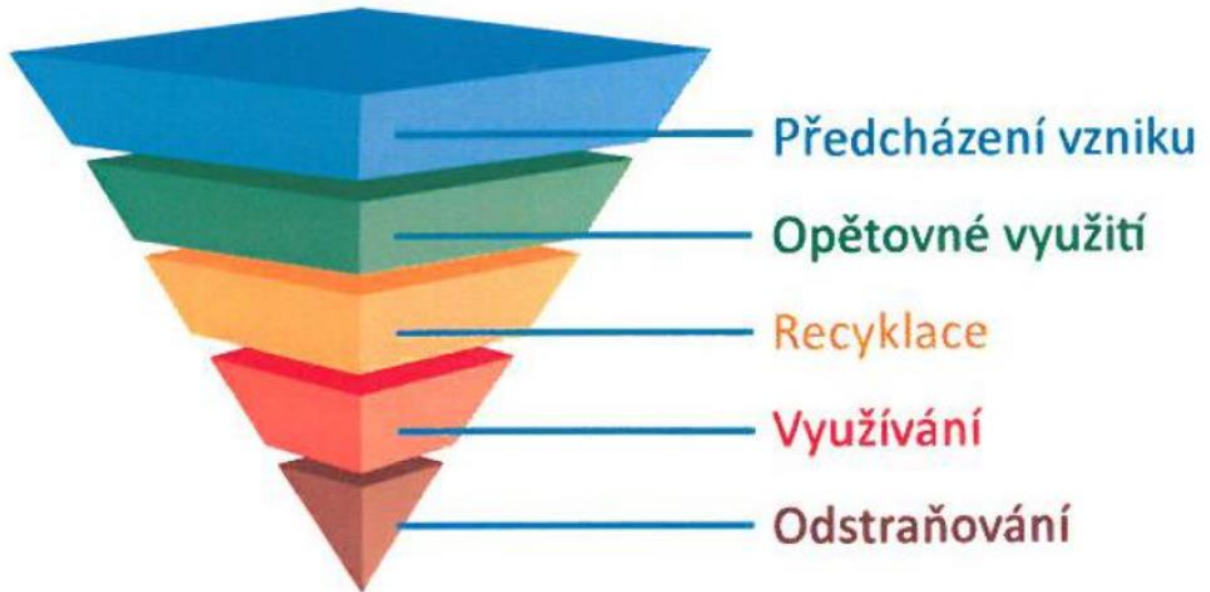 Předcházení vzniku
Opětovné využití
Recyklace
Využívání
Odstraňování